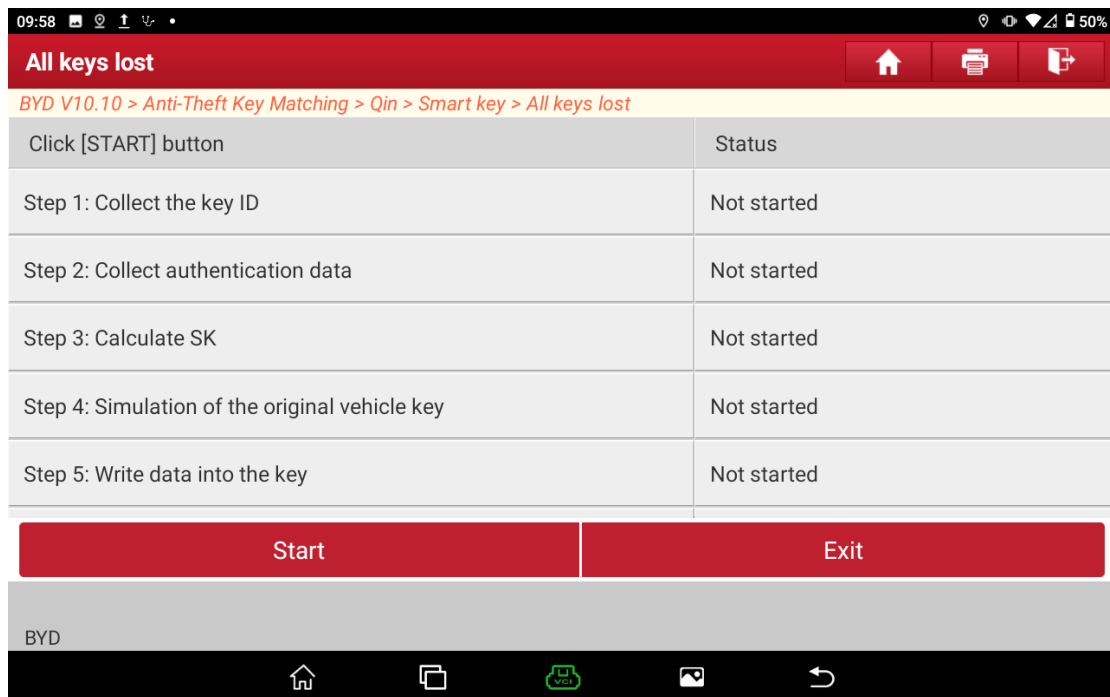 09:58 50%
All keys lost
BYD V10.10 > Anti-Theft Key Matching > Qin > Smart key > All keys lost
Click [START] button Status
Step 1: Collect the key ID Not started
Step 2: Collect authentication data Not started
Step 3: Calculate SK Not started
Step 4: Simulation of the original vehicle key Not started
Step 5: Write data into the key Not started
Start Exit
BYD
VCI